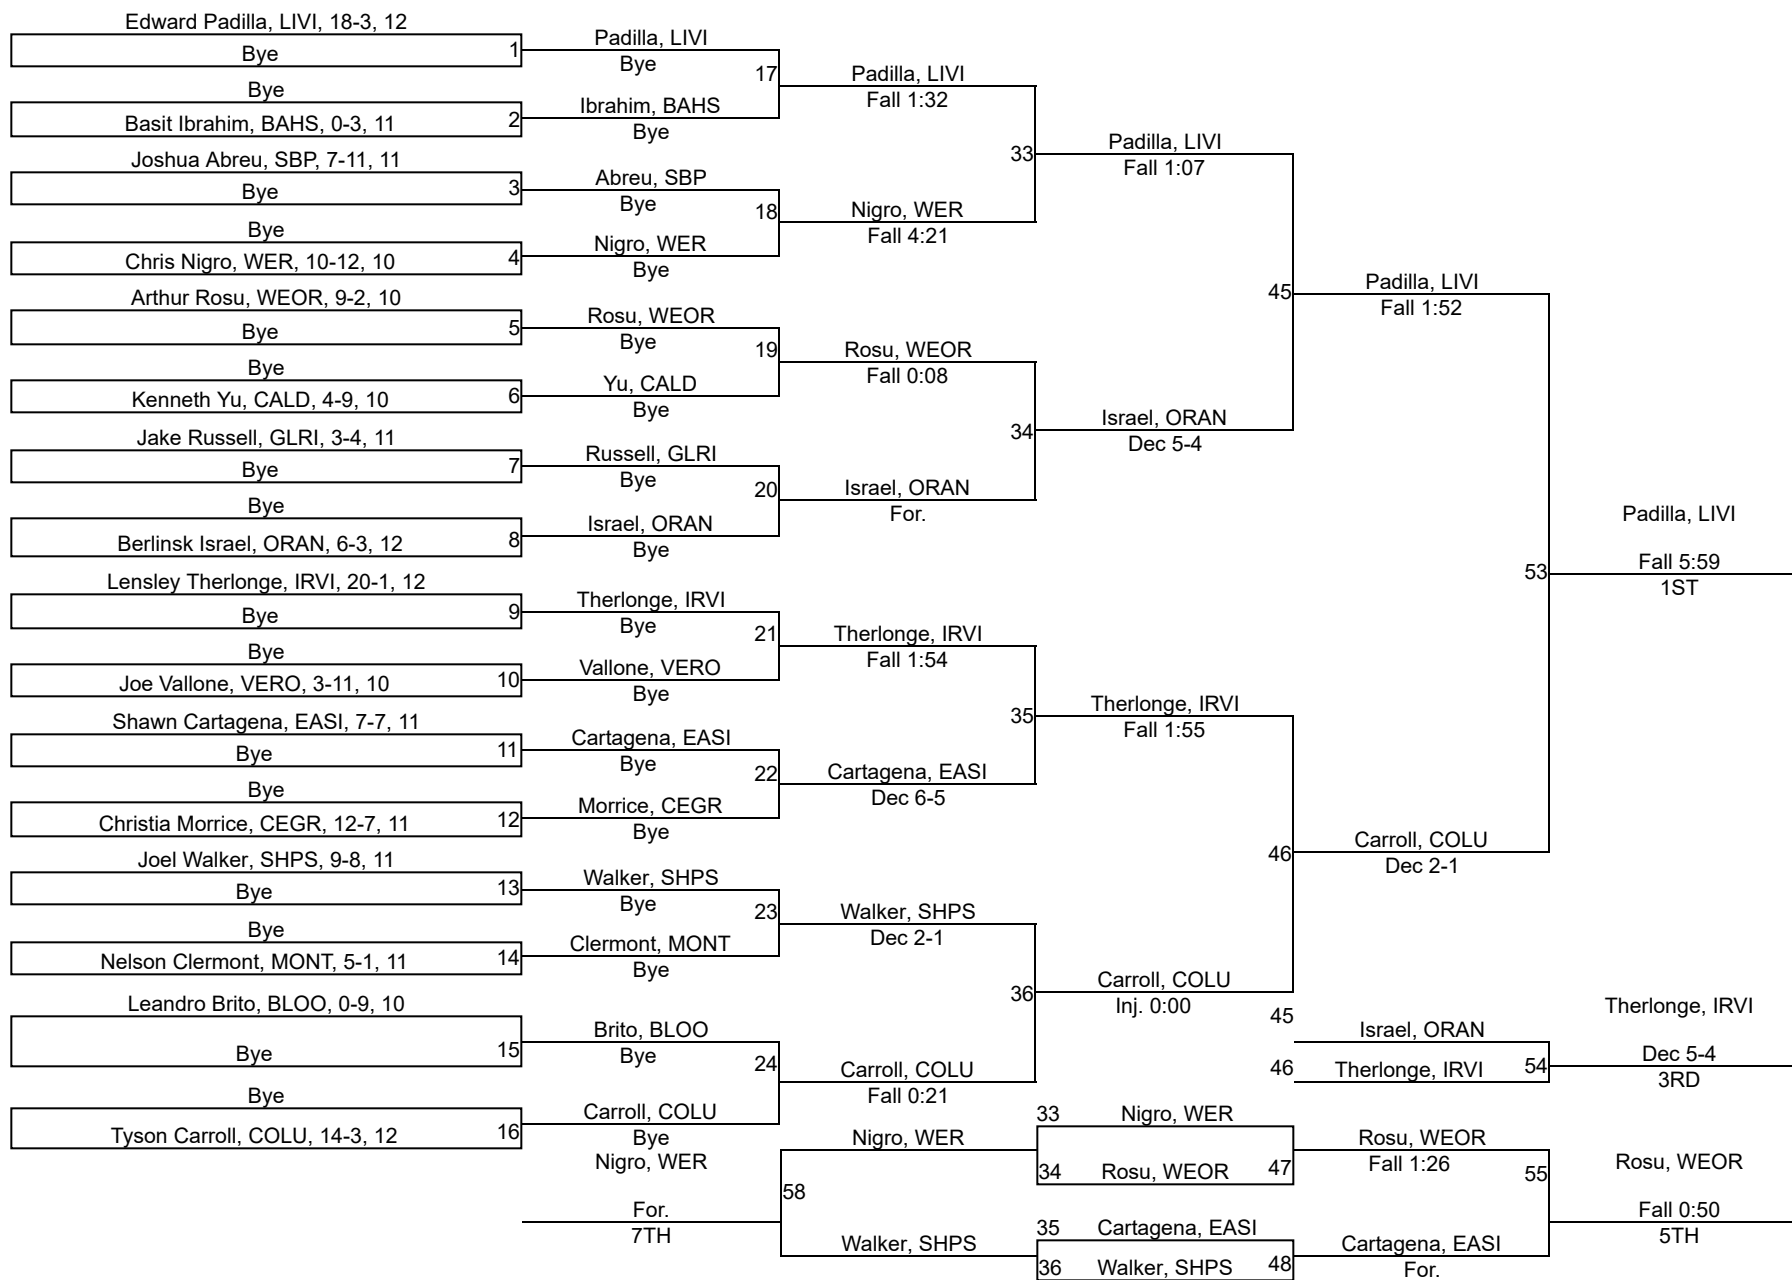 Edward Padilla, LIVI, 18-3, 12
Bye
1
Bye
Basit Ibrahim, BAHS, 0-3, 11
2
Joshua Abreu, SBP, 7-11, 11
Bye
3
Bye
Chris Nigro, WER, 10-12, 10
4
Arthur Rosu, WEOR, 9-2, 10
Bye
5
Bye
Kenneth Yu, CALD, 4-9, 10
6
Jake Russell, GLRI, 3-4, 11
Bye
7
Bye
Berlinsk Israel, ORAN, 6-3, 12
8
Lensley Therlonge, IRVI, 20-1, 12
Bye
9
Bye
Joe Vallone, VERO, 3-11, 10
10
Shawn Cartagena, EASI, 7-7, 11
Bye
11
Bye
Christia Morrice, CEGR, 12-7, 11
12
Joel Walker, SHPS, 9-8, 11
Bye
13
Bye
Nelson Clermont, MONT, 5-1, 11
14
Leandro Brito, BLOO, 0-9, 10
Bye
15
Bye
Tyson Carroll, COLU, 14-3, 12
16
Padilla, LIVI
Bye
17
Ibrahim, BAHS
Bye
Abreu, SBP
Bye
18
Nigro, WER
Bye
Rosu, WEOR
Bye
19
Yu, CALD
Bye
Russell, GLRI
Bye
20
Israel, ORAN
Bye
Therlonge, IRVI
Bye
21
Vallone, VERO
Bye
Cartagena, EASI
Bye
22
Morrice, CEGR
Bye
Walker, SHPS
Bye
23
Clermont, MONT
Bye
Brito, BLOO
Bye
24
Carroll, COLU
Bye
Padilla, LIVI
Fall 1:32
33
Nigro, WER
Fall 4:21
Rosu, WEOR
Fall 0:08
34
Israel, ORAN
For.
Therlonge, IRVI
Fall 1:54
35
Cartagena, EASI
Dec 6-5
Walker, SHPS
Dec 2-1
36
Carroll, COLU
Fall 0:21
Padilla, LIVI
Fall 1:07
45
Israel, ORAN
Dec 5-4
Therlonge, IRVI
Fall 1:55
46
Carroll, COLU
Inj. 0:00
Padilla, LIVI
Fall 1:52
53
Carroll, COLU
Dec 2-1
Padilla, LIVI
Fall 5:59
1ST
45
Israel, ORAN
46
Therlonge, IRVI
54
Therlonge, IRVI
Dec 5-4
3RD
33
Nigro, WER
34
Rosu, WEOR
47
Rosu, WEOR
Fall 1:26
55
35
Cartagena, EASI
36
Walker, SHPS
48
Cartagena, EASI
For.
Rosu, WEOR
Fall 0:50
5TH
Nigro, WER
58
Walker, SHPS
Nigro, WER
For.
7TH